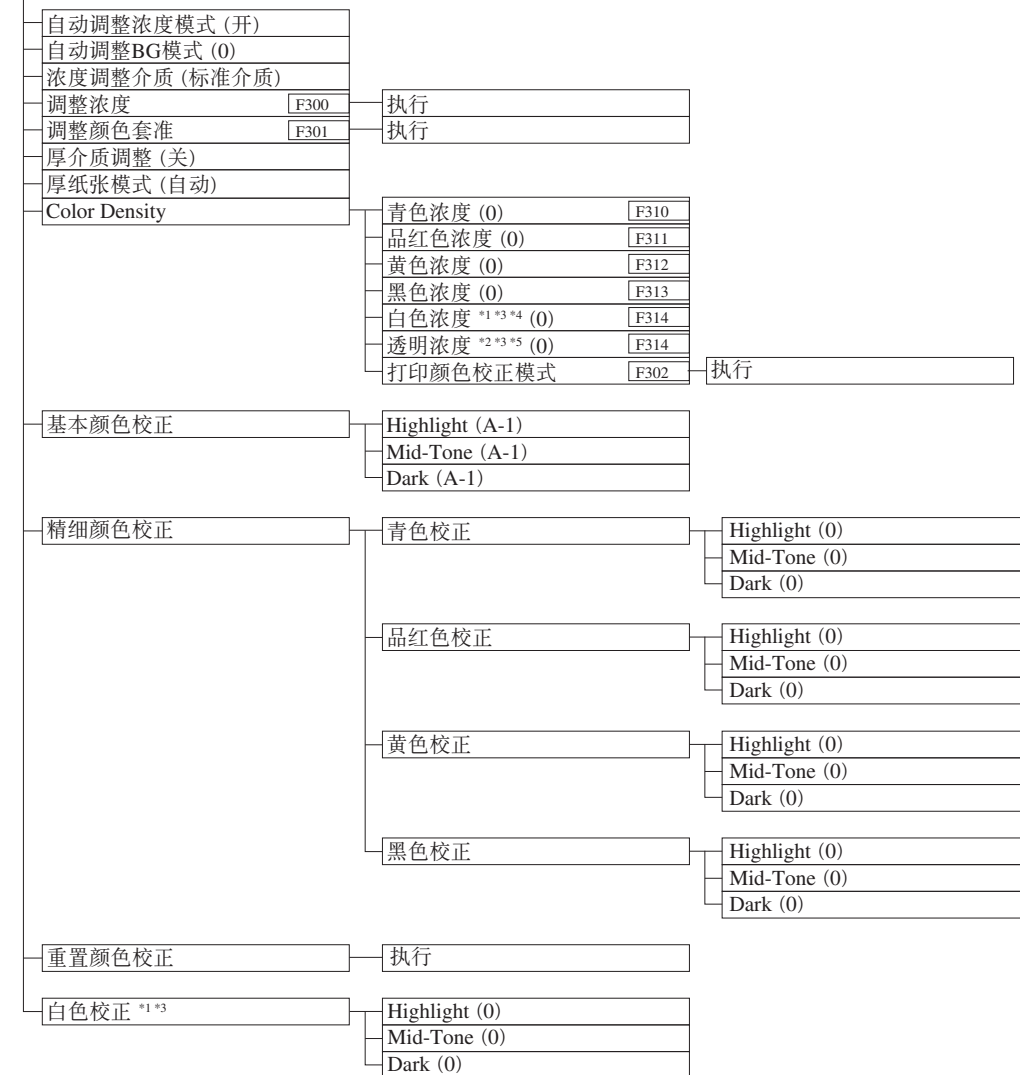 自动调整浓度模式 (开)
自动调整BG模式 (0)
浓度调整介质 (标准介质)
调整浓度 F300 执行
调整颜色套准 F301 执行
厚介质调整 (关)
厚纸张模式 (自动)
Color Density 青色浓度 (0) F310
品红色浓度 (0) F311
黄色浓度 (0) F312
黑色浓度 (0) F313
白色浓度 *1 *3 *4 (0) F314
透明浓度 *2 *3 *5 (0) F314
打印颜色校正模式 F302 执行
基本颜色校正 Highlight (A-1)
Mid-Tone (A-1)
Dark (A-1)
精细颜色校正 青色校正 Highlight (0)
Mid-Tone (0)
Dark (0)
品红色校正 Highlight (0)
Mid-Tone (0)
Dark (0)
黄色校正 Highlight (0)
Mid-Tone (0)
Dark (0)
黑色校正 Highlight (0)
Mid-Tone (0)
Dark (0)
重置颜色校正 执行
白色校正 *1 *3 Highlight (0)
Mid-Tone (0)
Dark (0)